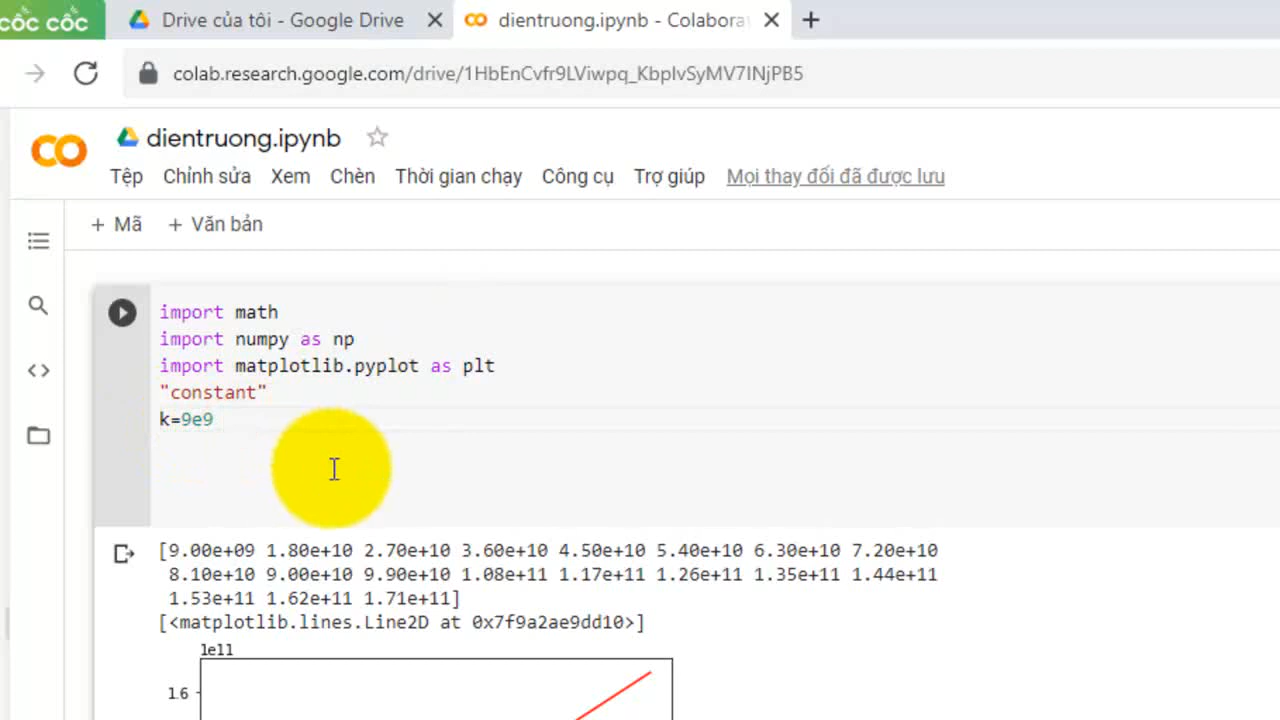 cốc cốc
Drive của tôi - Google Drive
dientruong.ipynb - Colabora
colab.research.google.com/drive/1HbEnCvfr9LViwpq_KbpIvSyMV7INjPB5
dientruong.ipynb
Tệp Chỉnh sửa Xem Chèn Thời gian chạy Công cụ Trợ giúp Mọi thay đổi đã được lưu
+ Mã + Văn bản
import math
import numpy as np
import matplotlib.pyplot as plt
"constant"
k=9e9
[9.00e+09 1.80e+10 2.70e+10 3.60e+10 4.50e+10 5.40e+10 6.30e+10 7.20e+10
8.10e+10 9.00e+10 9.90e+10 1.08e+11 1.17e+11 1.26e+11 1.35e+11 1.44e+11
1.53e+11 1.62e+11 1.71e+11]
[<matplotlib.lines.Line2D at 0x7f9a2ae9dd10>]
1e11
1.6